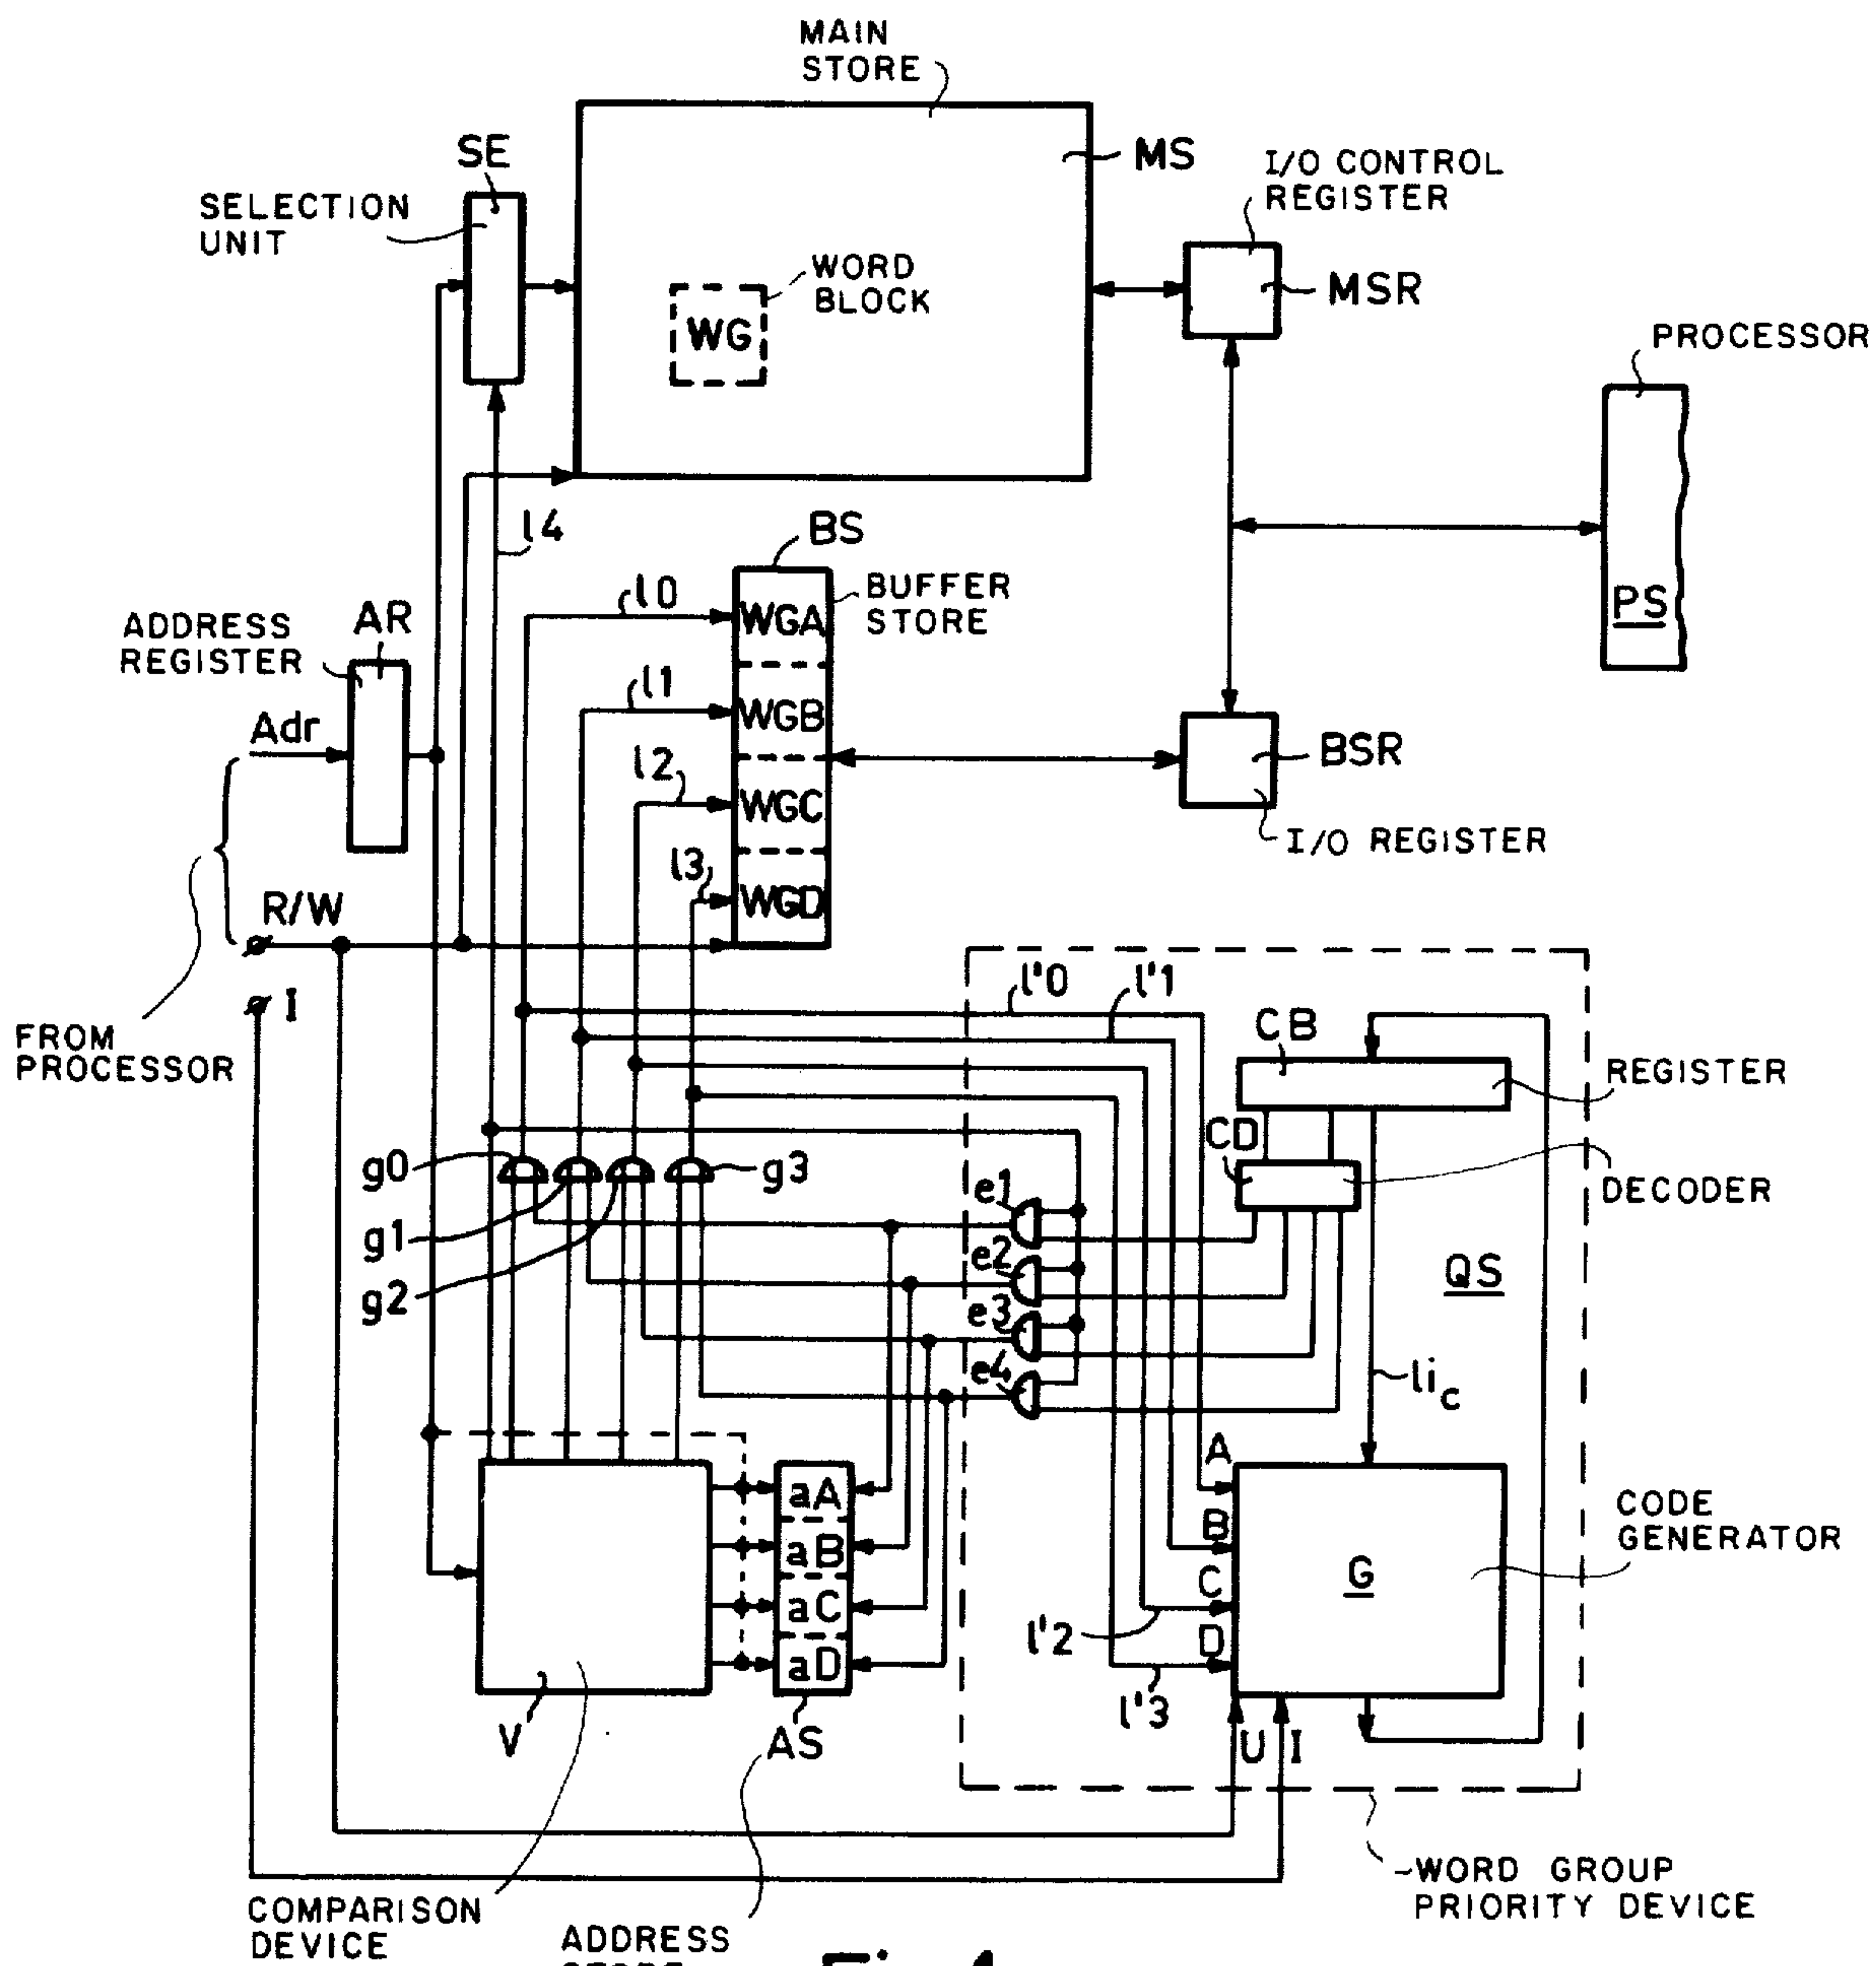 MAIN
STORE
SE
MS
I/O CONTROL
REGISTER
SELECTION
UNIT
WORD
BLOCK
WG
MSR
PROCESSOR
l4
BS
l0
BUFFER
STORE
WGA
PS
AR
ADDRESS
REGISTER
l1
Adr
WGB
BSR
l2
WGC
I/O REGISTER
l3
WGD
R/W
I
l'0
l'1
FROM
PROCESSOR
CB
REGISTER
CD
g0
g3
e1
DECODER
g1
e2
QS
g2
e3
e4
lic
A
aA
CODE
GENERATOR
B
aB
G
C
aC
l'2
D
aD
l'3
V
AS
U I
WORD GROUP
PRIORITY DEVICE
COMPARISON
DEVICE
ADDRESS